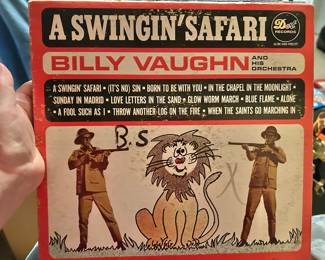 A SWINGIN' SAFARI
Dot
RECORDS
BILLY VAUGHN AND HIS ORCHESTRA
A SWINGIN' SAFARI • (IT'S NO) SIN • BORN TO BE WITH YOU • IN THE CHAPEL IN THE MOONLIGHT •
SUNDAY IN MADRID • LOVE LETTERS IN THE SAND • GLOW WORM MARCH • BLUE FLAME • ALONE
• A FOOL SUCH AS I • THROW ANOTHER LOG ON THE FIRE • WHEN THE SAINTS GO MARCHING IN
B.S
X